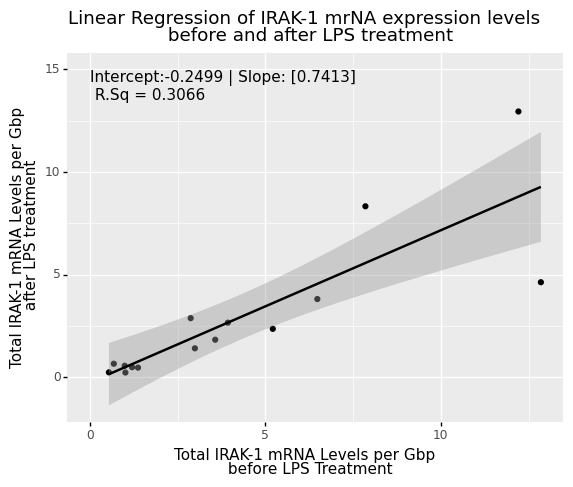 Linear Regression of IRAK-1 mrNA expression levels
before and after LPS treatment
Intercept:-0.2499 | Slope: [0.7413]
R.Sq = 0.3066
15
10
5
0
Total IRAK-1 mRNA Levels per Gbp
after LPS treatment
0
5
10
Total IRAK-1 mRNA Levels per Gbp
before LPS Treatment